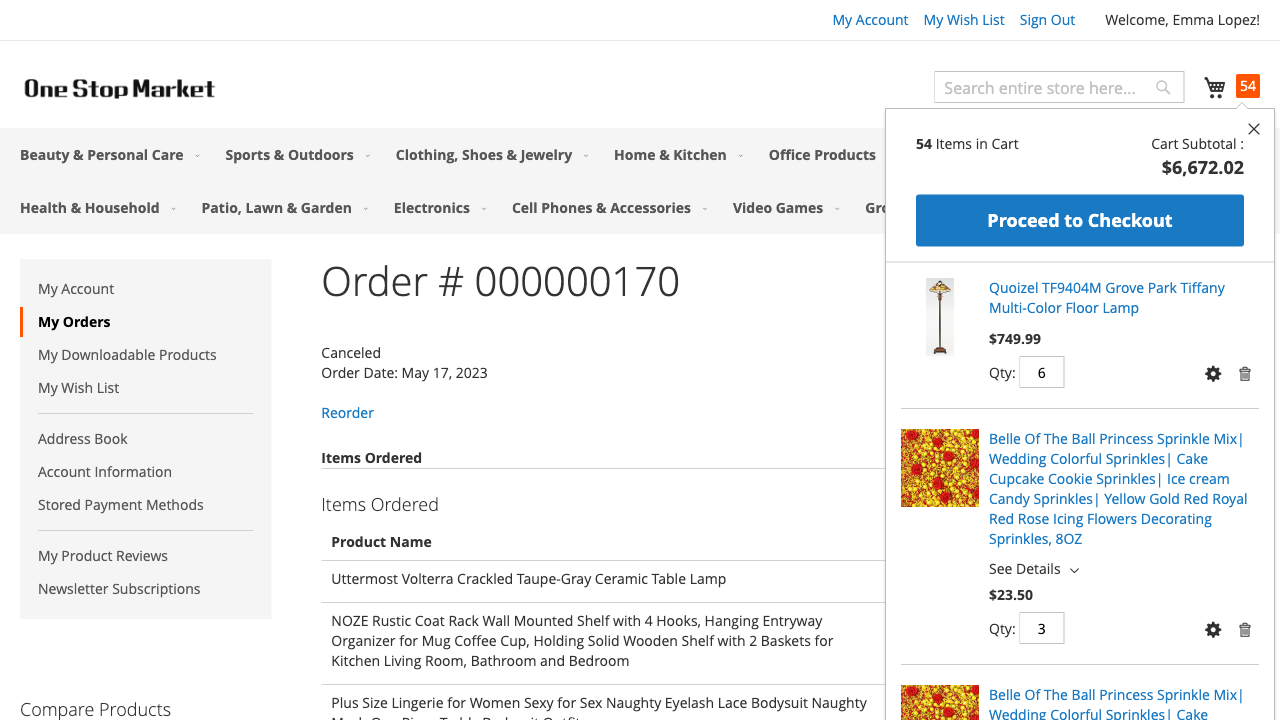 My Account My Wish List Sign Out Welcome, Emma Lopez!
One Stop Market
Search entire store here...
54
Beauty & Personal Care Sports & Outdoors Clothing, Shoes & Jewelry Home & Kitchen Office Products
Health & Household Patio, Lawn & Garden Electronics Cell Phones & Accessories Video Games
My Account
My Orders
My Downloadable Products
My Wish List
Address Book
Account Information
Stored Payment Methods
My Product Reviews
Newsletter Subscriptions
Compare Products
Order # 000000170
Canceled
Order Date: May 17, 2023
Reorder
Items Ordered
Items Ordered
Product Name
Uttermost Volterra Crackled Taupe-Gray Ceramic Table Lamp
NOZE Rustic Coat Rack Wall Mounted Shelf with 4 Hooks, Hanging Entryway
Organizer for Mug Coffee Cup, Holding Solid Wooden Shelf with 2 Baskets for
Kitchen Living Room, Bathroom and Bedroom
Plus Size Lingerie for Women Sexy for Sex Naughty Eyelash Lace Bodysuit Naughty
54 Items in Cart
Cart Subtotal :
$6,672.02
Proceed to Checkout
Quoizel TF9404M Grove Park Tiffany
Multi-Color Floor Lamp
$749.99
Qty: 6
Belle Of The Ball Princess Sprinkle Mix|
Wedding Colorful Sprinkles| Cake
Cupcake Cookie Sprinkles| Ice cream
Candy Sprinkles| Yellow Gold Red Royal
Red Rose Icing Flowers Decorating
Sprinkles, 8OZ
See Details
$23.50
Qty: 3
Belle Of The Ball Princess Sprinkle Mix|
Wedding Colorful Sprinkles| Cake